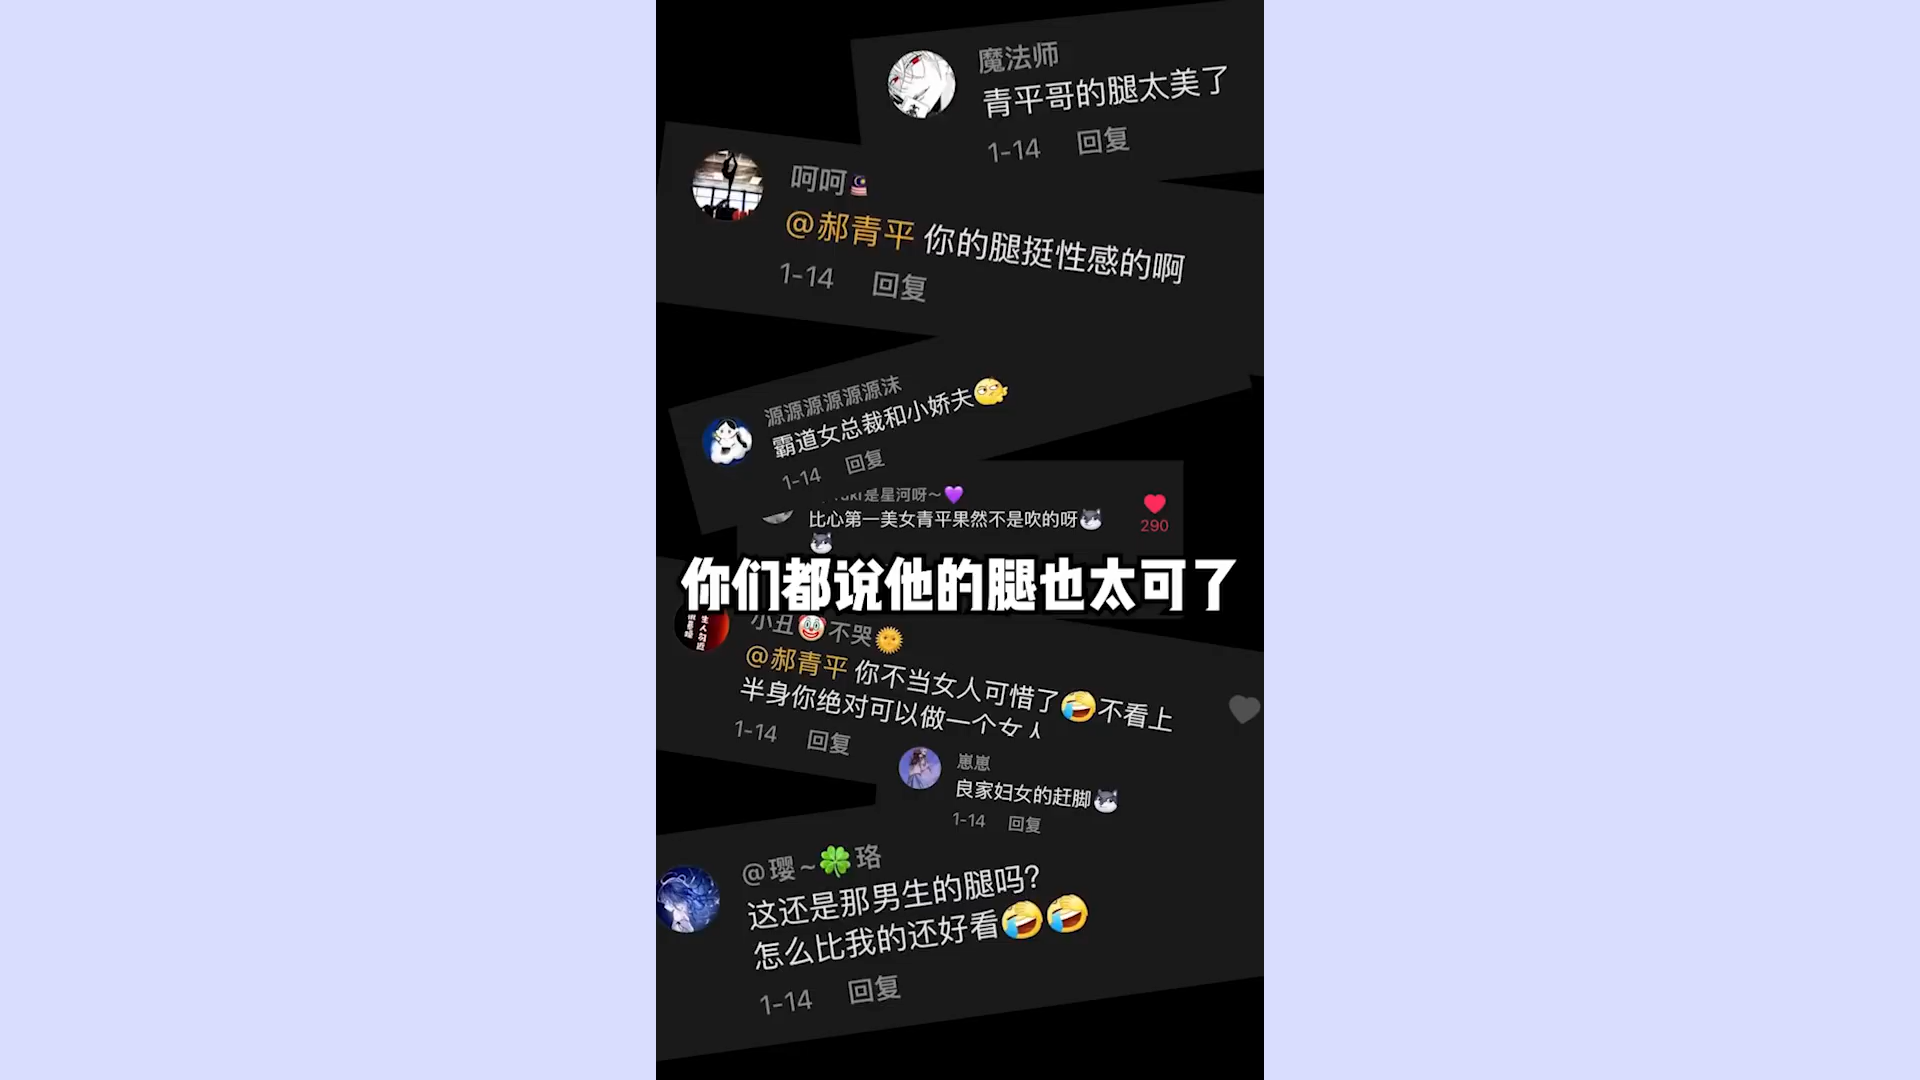 魔法师
青平哥的腿太美了
1-14 回复
呵呵🇲🇾
@郝青平 你的腿挺性感的啊
1-14 回复
源源源源源源沫
霸道女总裁和小娇夫
1-14 回复
是星河呀~💜
比心第一美女青平果然不是吹的呀
290
你们都说他的腿也太可了
小丑🤡不哭🌞
@郝青平 你不当女人可惜了🤣不看上
半身你绝对可以做一个女人
1-14 回复
崽崽
良家妇女的赶脚
1-14 回复
@璎~🍀珞
这还是那男生的腿吗?
怎么比我的还好看🤣🤣
1-14 回复